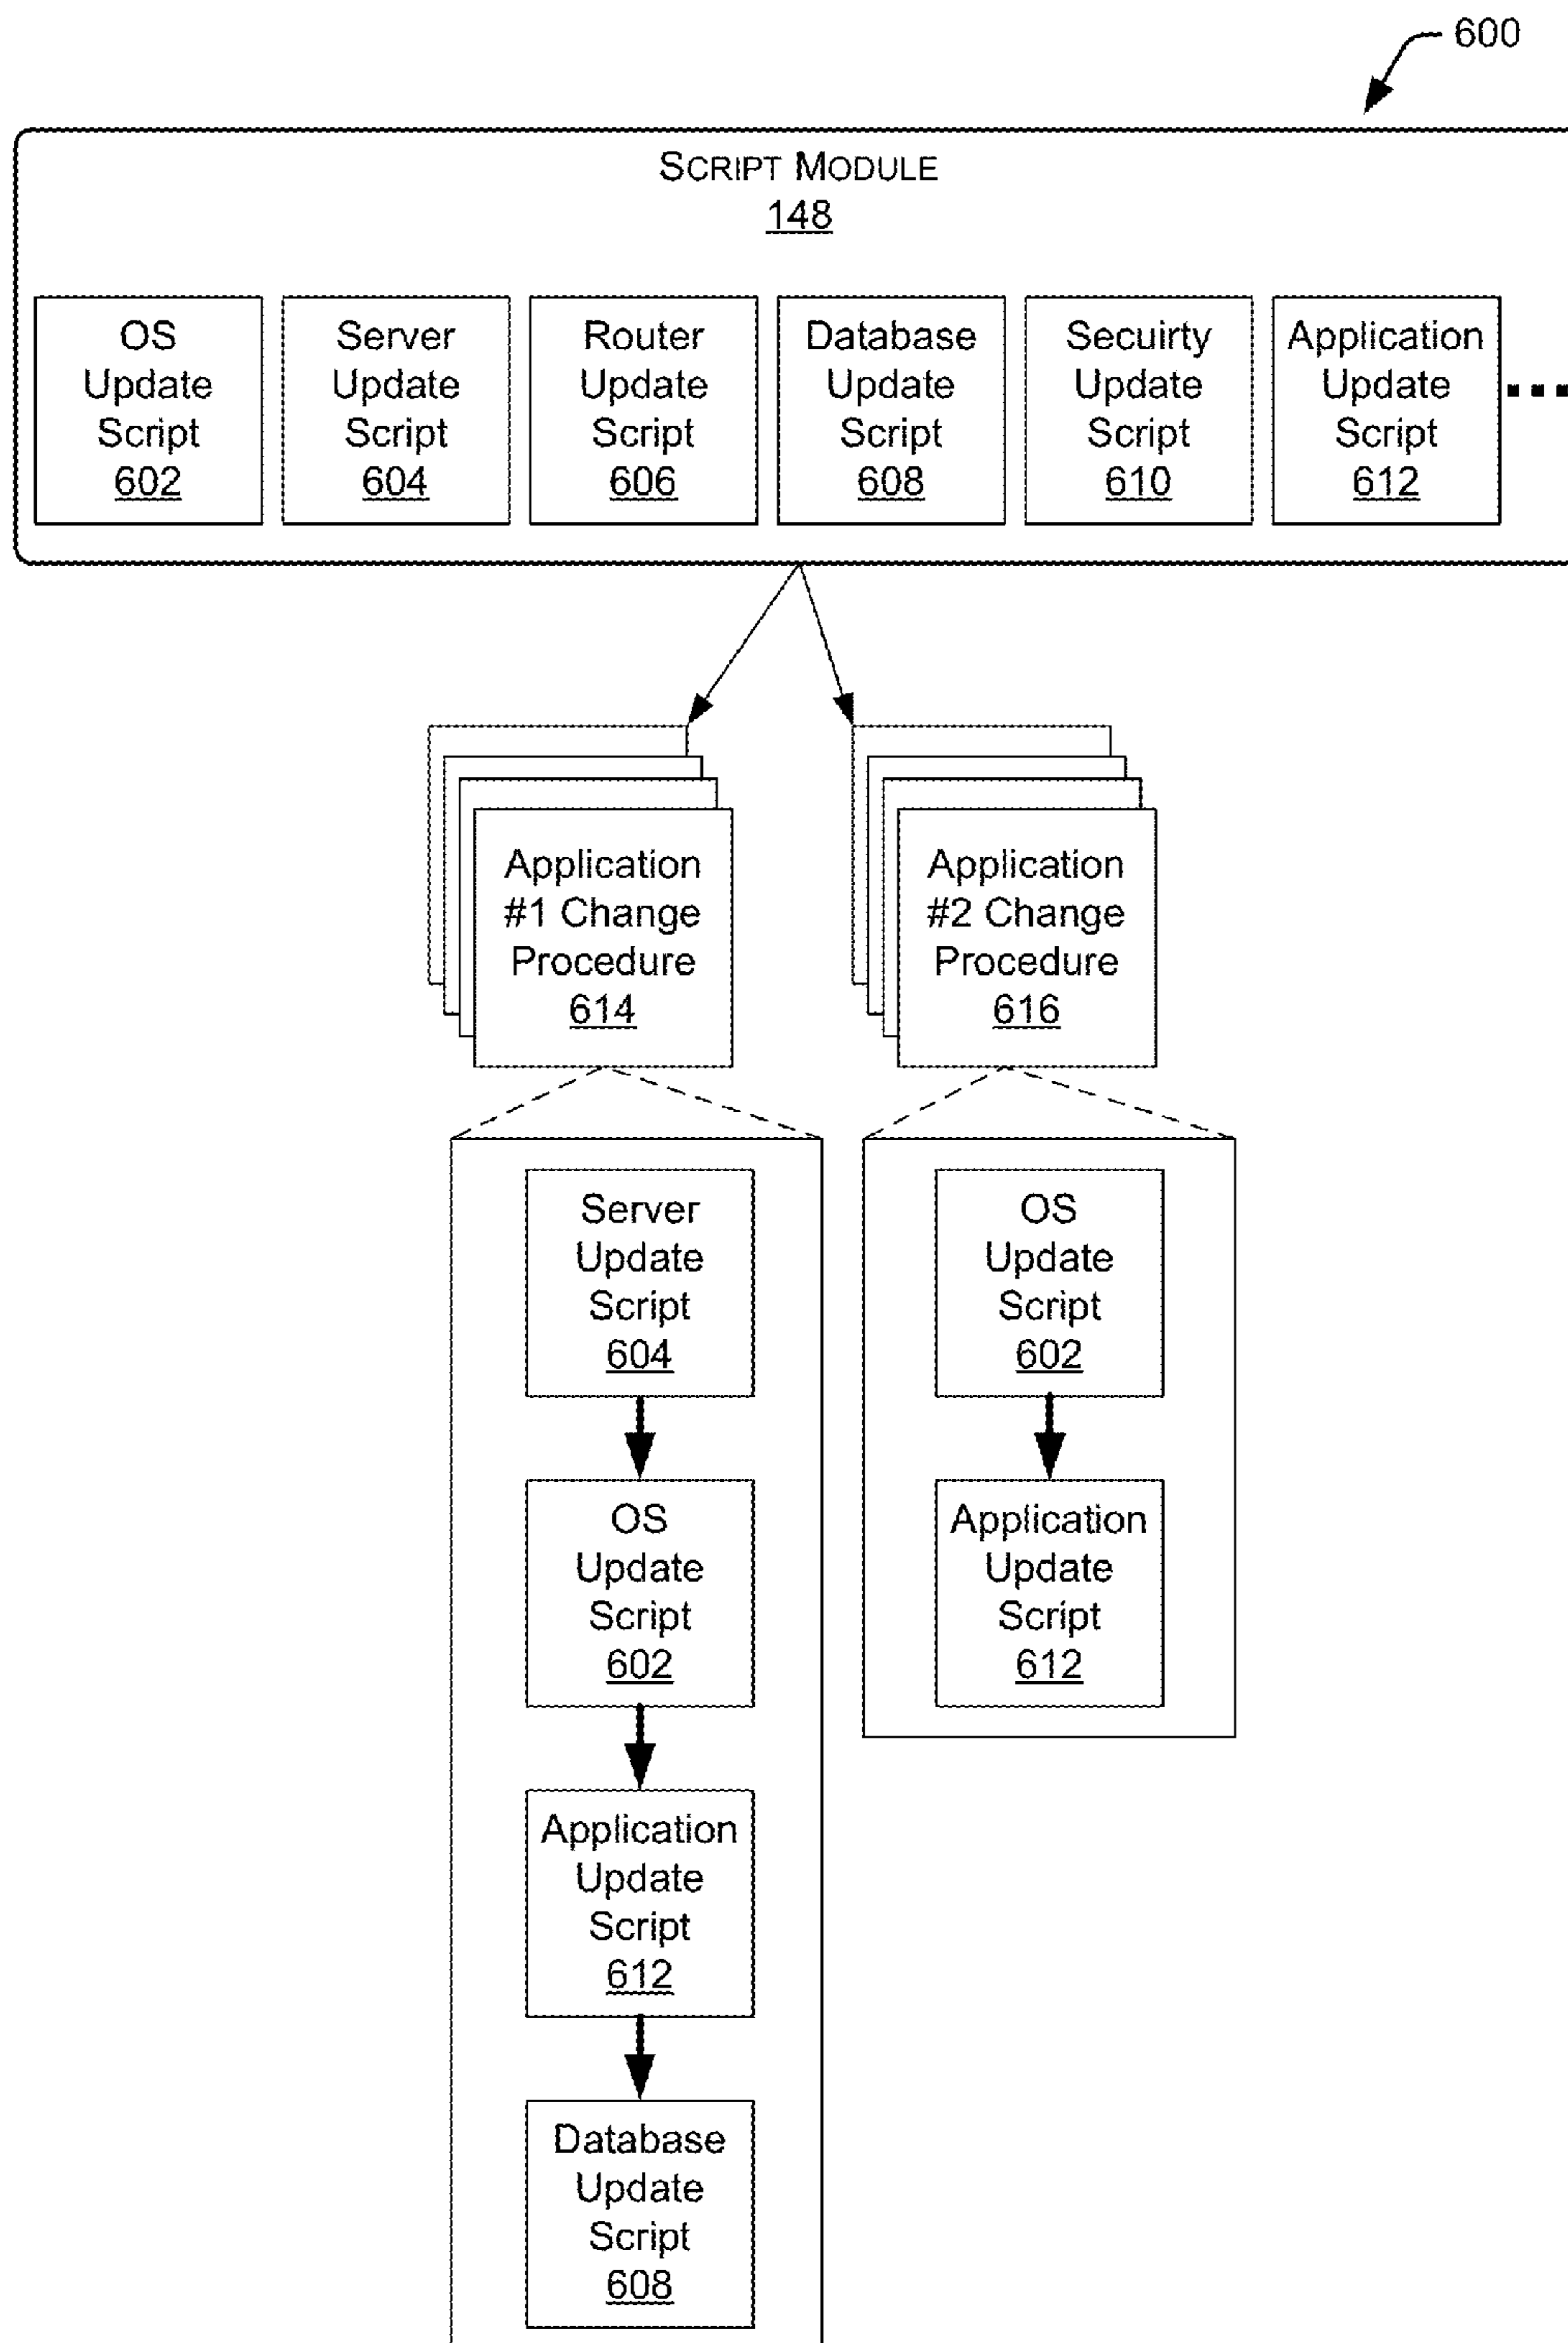 600
SCRIPT MODULE
148
OS
Update
Script
602
Server
Update
Script
604
Router
Update
Script
606
Database
Update
Script
608
Secuirty
Update
Script
610
Application
Update
Script
612
Application
#1 Change
Procedure
614
Application
#2 Change
Procedure
616
Server
Update
Script
604
OS
Update
Script
602
Application
Update
Script
612
Database
Update
Script
608
OS
Update
Script
602
Application
Update
Script
612